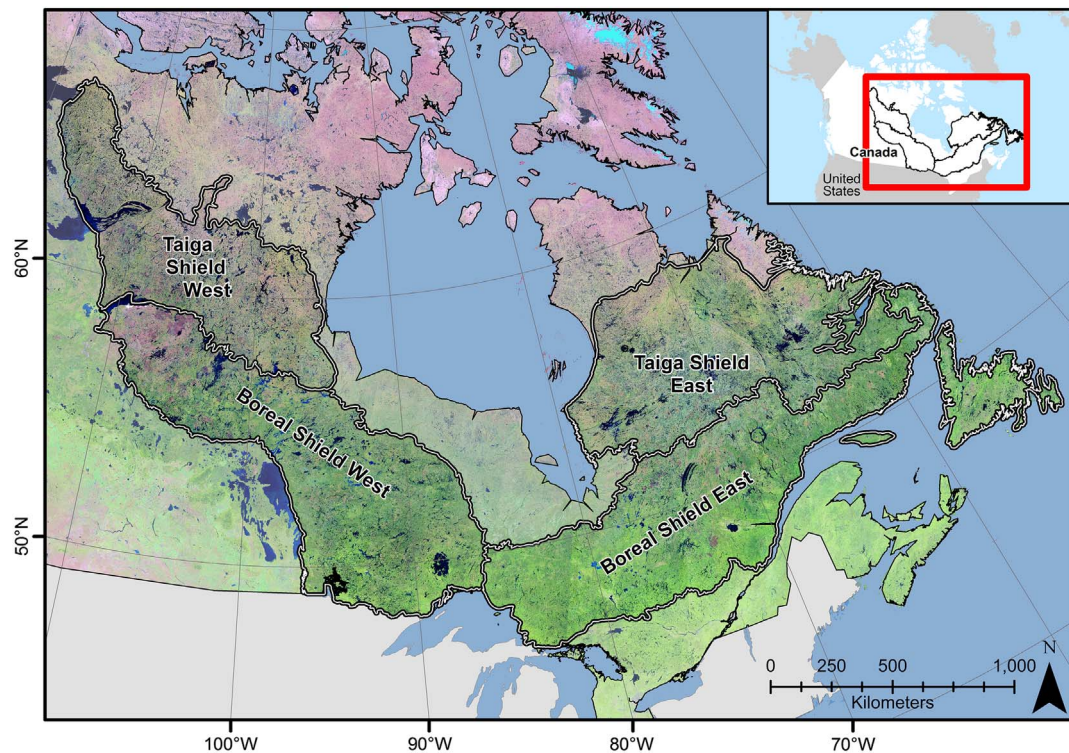 Canada
United
States
60°N
Taiga
Shield
West
Taiga Shield
East
Boreal Shield West
Boreal Shield East
50°N
N
0 250 500 1,000
Kilometers
100°W 90°W 80°W 70°W